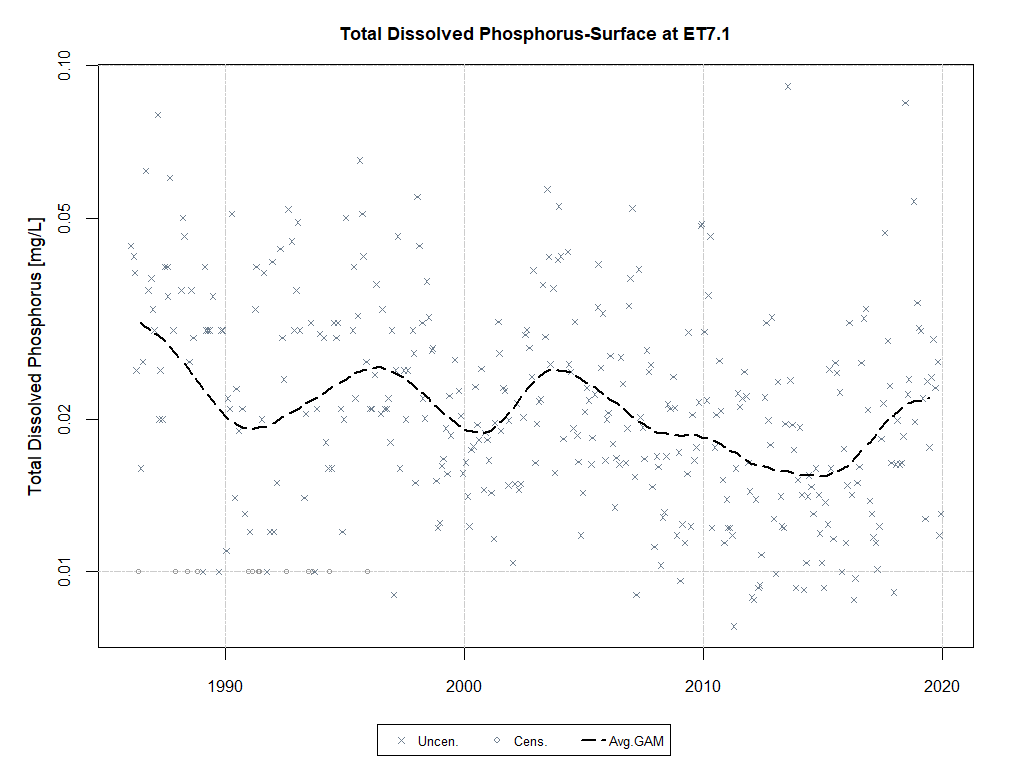 Total Dissolved Phosphorus-Surface at ET7.1
Total Dissolved Phosphorus [mg/L]
0.10
0.05
0.02
0.01
1990 2000 2010 2020
Uncen. Cens. Avg.GAM